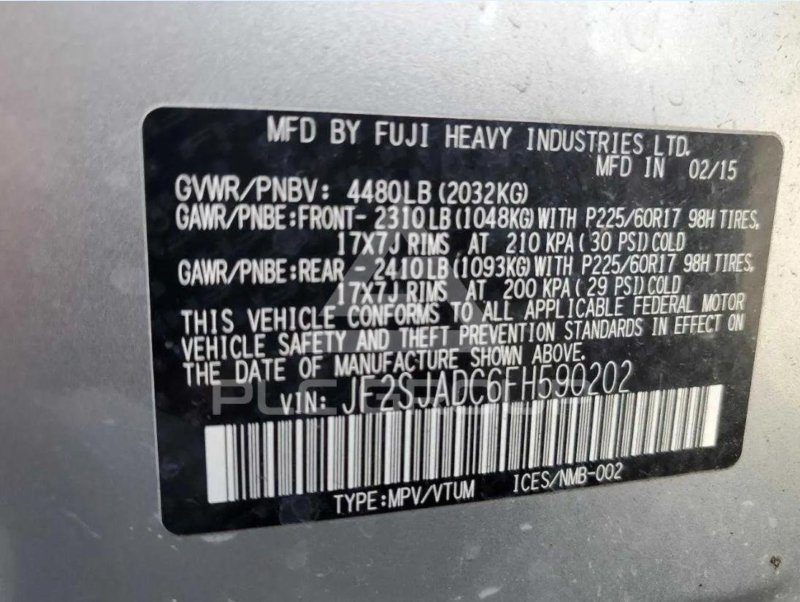 MFD BY FUJI HEAVY INDUSTRIES LTD.
MFD IN 02/15
GVWR/PNBV: 4480LB (2032KG)
GAWR/PNBE:FRONT- 2310LB (1048KG) WITH P225/60R17 98H TIRES,
17X7J RIMS AT 210 KPA ( 30 PSI) COLD
GAWR/PNBE:REAR - 2410LB (1093KG) WITH P225/60R17 98H TIRES,
17X7J RIMS AT 200 KPA ( 29 PSI) COLD
THIS VEHICLE CONFORMS TO ALL APPLICABLE FEDERAL MOTOR
VEHICLE SAFETY AND THEFT PREVENTION STANDARDS IN EFFECT ON
THE DATE OF MANUFACTURE SHOWN ABOVE.
PLC GROUP
VIN: JF2SJADC6FH590202
TYPE:MPV/VTUM ICES/NMB-002